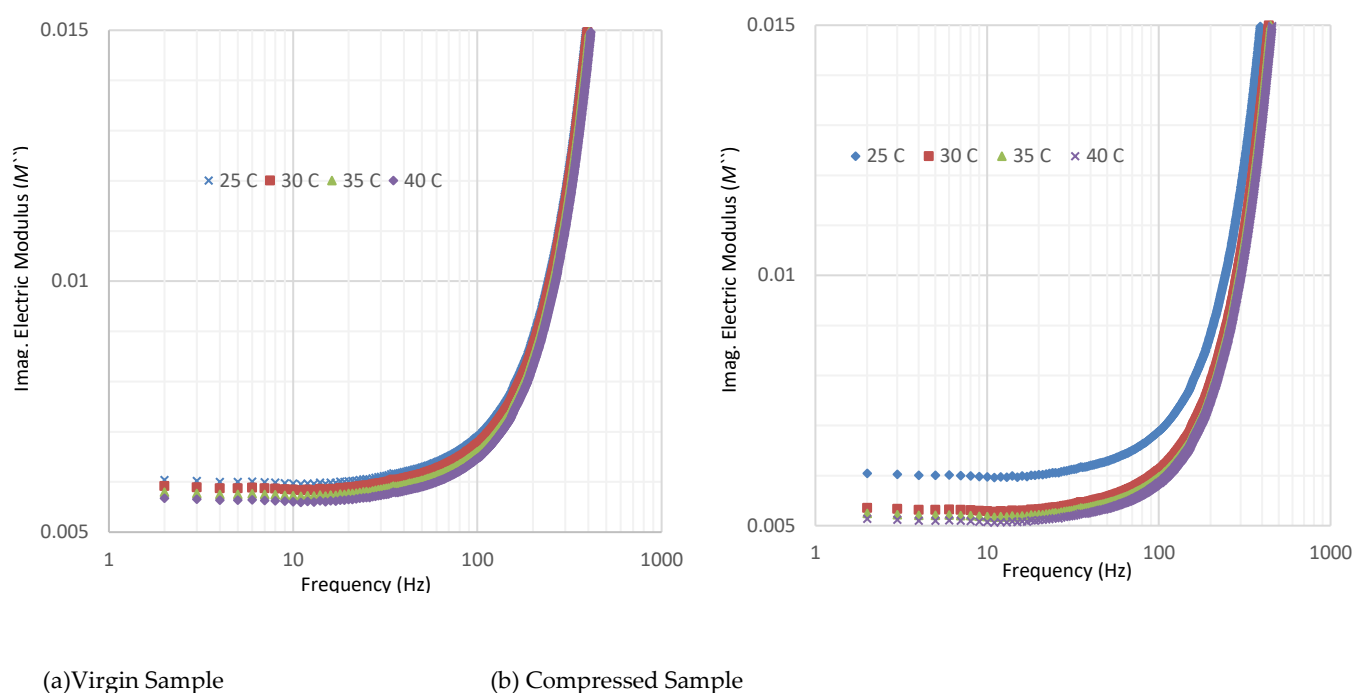 0.015
0.01
0.005
Imag. Electric Modulus (M``)
25 C 30 C 35 C 40 C
1 10 100 1000
Frequency (Hz)
0.015
0.01
0.005
Imag. Electric Modulus (M``)
25 C 30 C 35 C 40 C
1 10 100 1000
Frequency (Hz)
(a)Virgin Sample (b) Compressed Sample